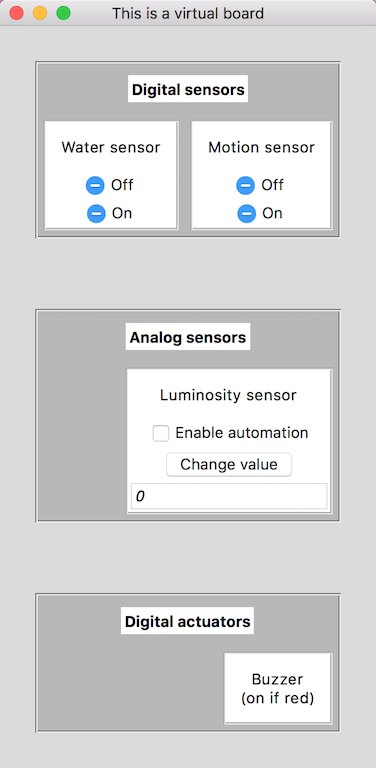 This is a virtual board
Digital sensors
Water sensor
Off
On
Motion sensor
Off
On
Analog sensors
Luminosity sensor
Enable automation
Change value
0
Digital actuators
Buzzer
(on if red)